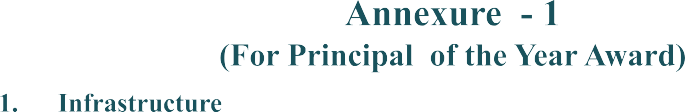 Annexure - 1
(For Principal of the Year Award)
1. Infrastructure